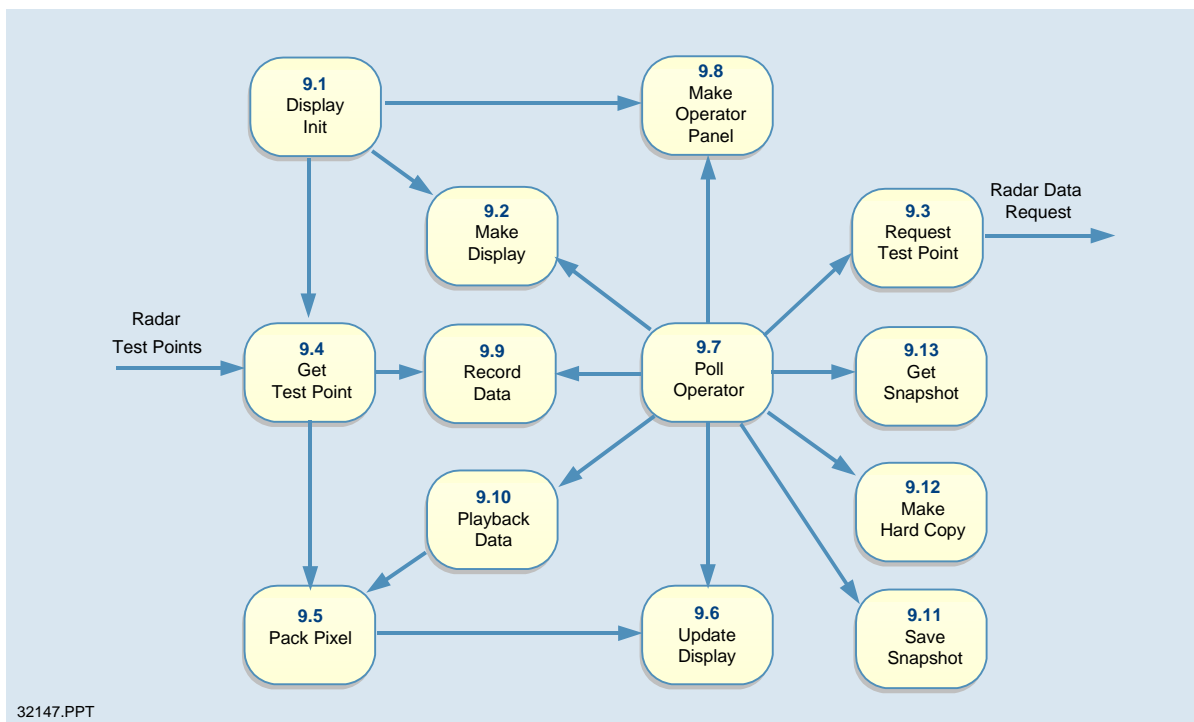 9.1
Display
Init
9.8
Make
Operator
Panel
9.2
Make
Display
9.3
Request
Test Point
Radar Data
Request
Radar
Test Points
9.4
Get
Test Point
9.9
Record
Data
9.7
Poll
Operator
9.13
Get
Snapshot
9.10
Playback
Data
9.12
Make
Hard Copy
9.5
Pack Pixel
9.6
Update
Display
9.11
Save
Snapshot
32147.PPT